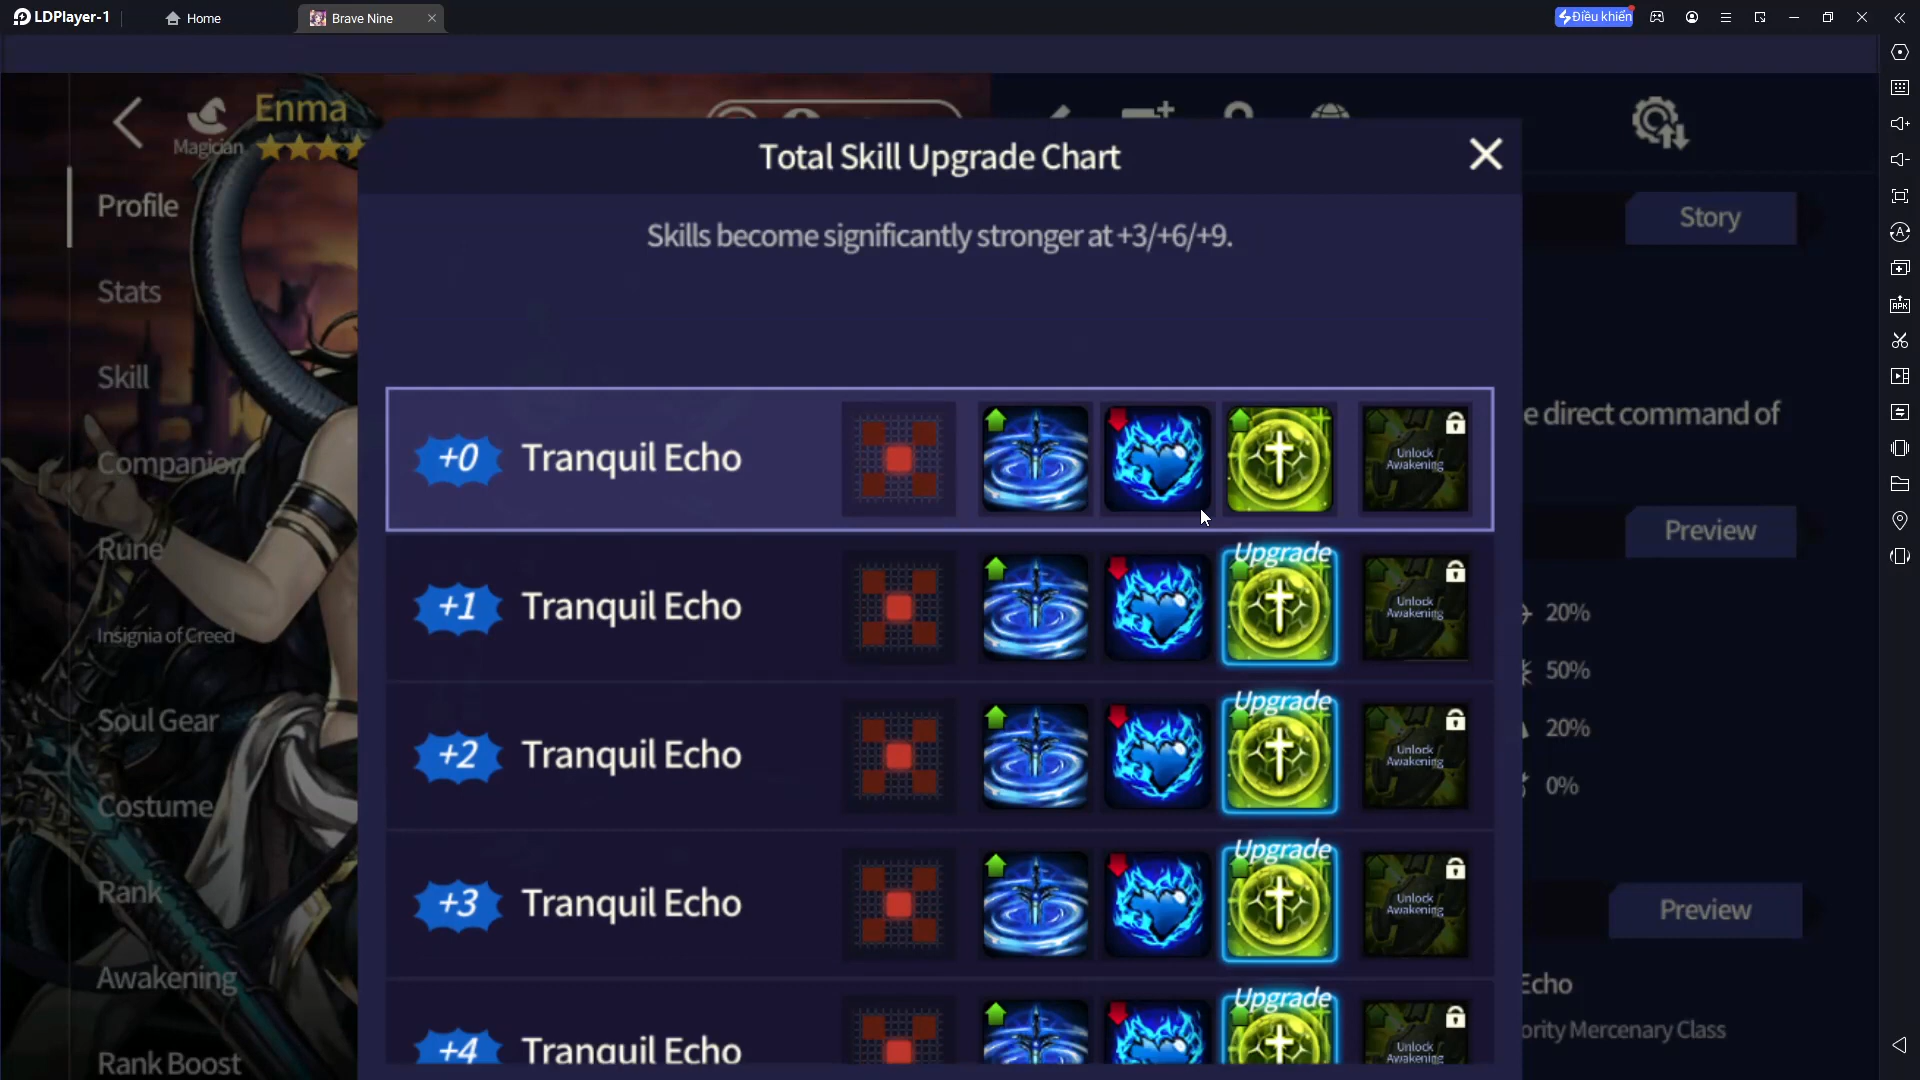 LDPlayer-1
Home
Brave Nine
Điều khiển
Enma
Magician
Total Skill Upgrade Chart
Skills become significantly stronger at +3/+6/+9.
Profile
Stats
Skill
Companion
Rune
Insignia of Creed
Soul Gear
Costume
Rank
Awakening
Rank Boost
+0 Tranquil Echo
Unlock
Awakening
Upgrade
+1 Tranquil Echo
Unlock
Awakening
Upgrade
+2 Tranquil Echo
Unlock
Awakening
Upgrade
+3 Tranquil Echo
Unlock
Awakening
Upgrade
+4 Tranquil Echo
Unlock
Awakening
Story
e direct command of
Preview
20%
50%
20%
0%
Preview
Echo
ority Mercenary Class
APK